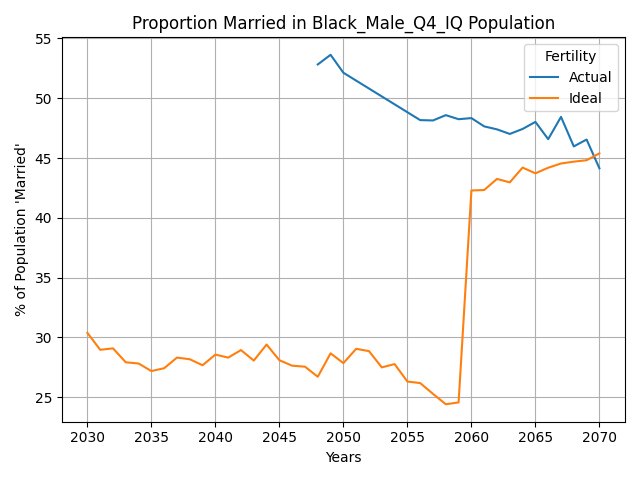 Proportion Married in Black_Male_Q4_IQ Population
% of Population 'Married'
55
50
45
40
35
30
25
Fertility
Actual
Ideal
2030 2035 2040 2045 2050 2055 2060 2065 2070
Years